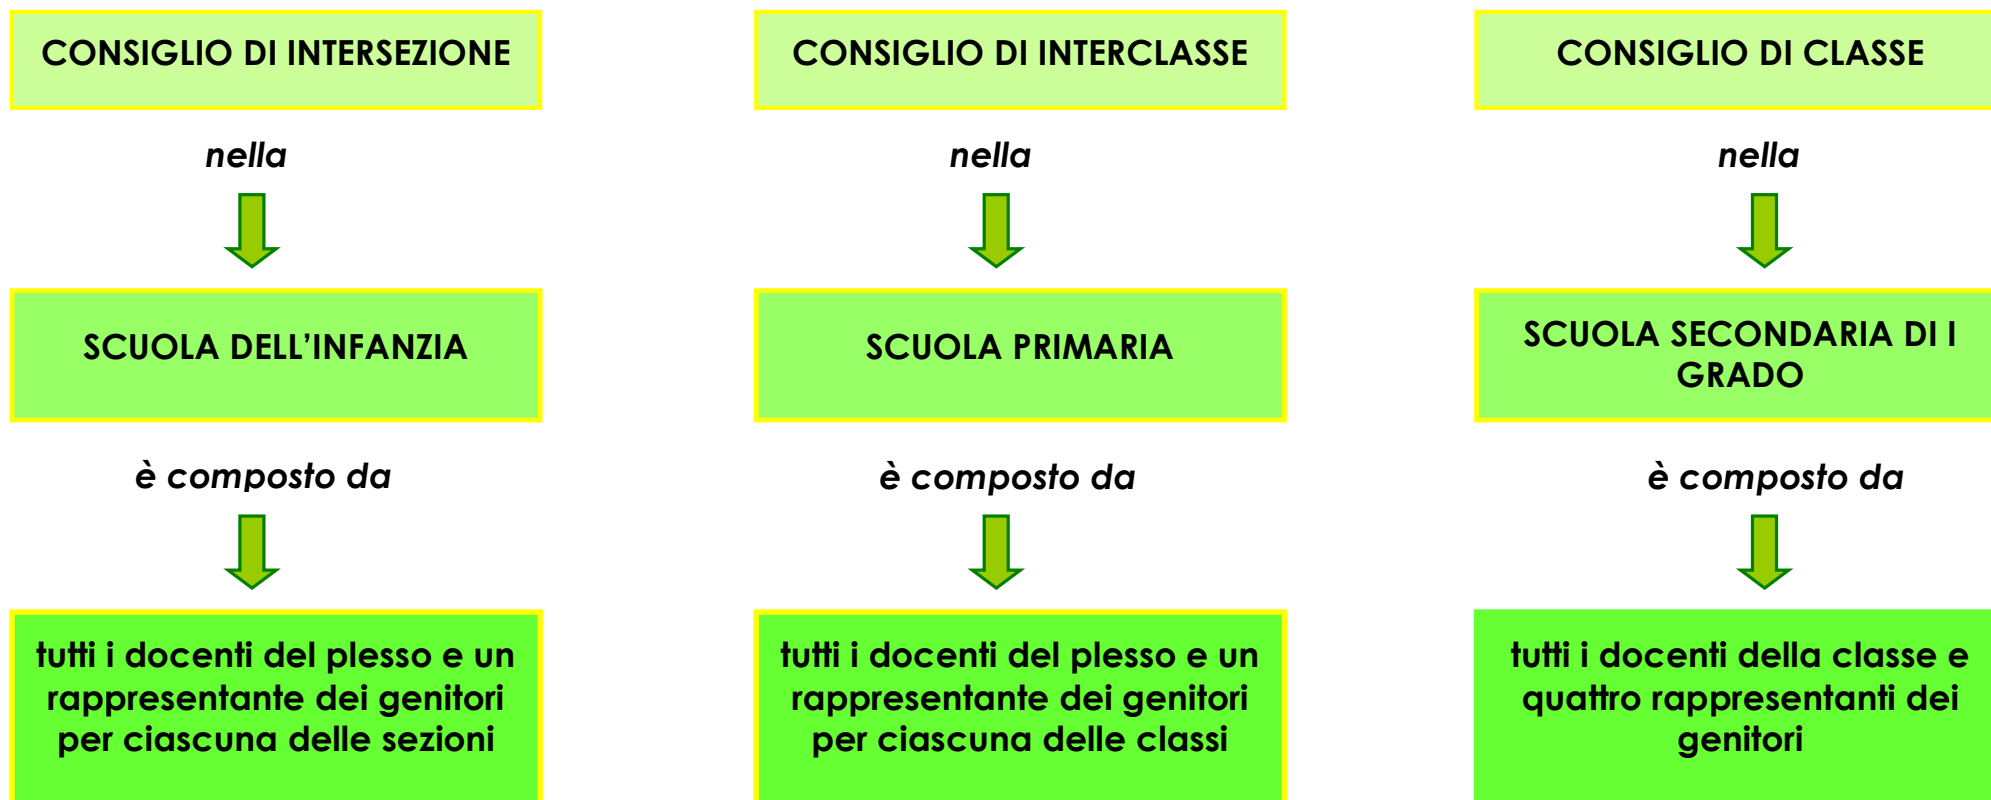 CONSIGLIO DI INTERSEZIONE
nella
SCUOLA DELL’INFANZIA
è composto da
tutti i docenti del plesso e un
rappresentante dei genitori
per ciascuna delle sezioni
CONSIGLIO DI INTERCLASSE
nella
SCUOLA PRIMARIA
è composto da
tutti i docenti del plesso e un
rappresentante dei genitori
per ciascuna delle classi
CONSIGLIO DI CLASSE
nella
SCUOLA SECONDARIA DI I
GRADO
è composto da
tutti i docenti della classe e
quattro rappresentanti dei
genitori